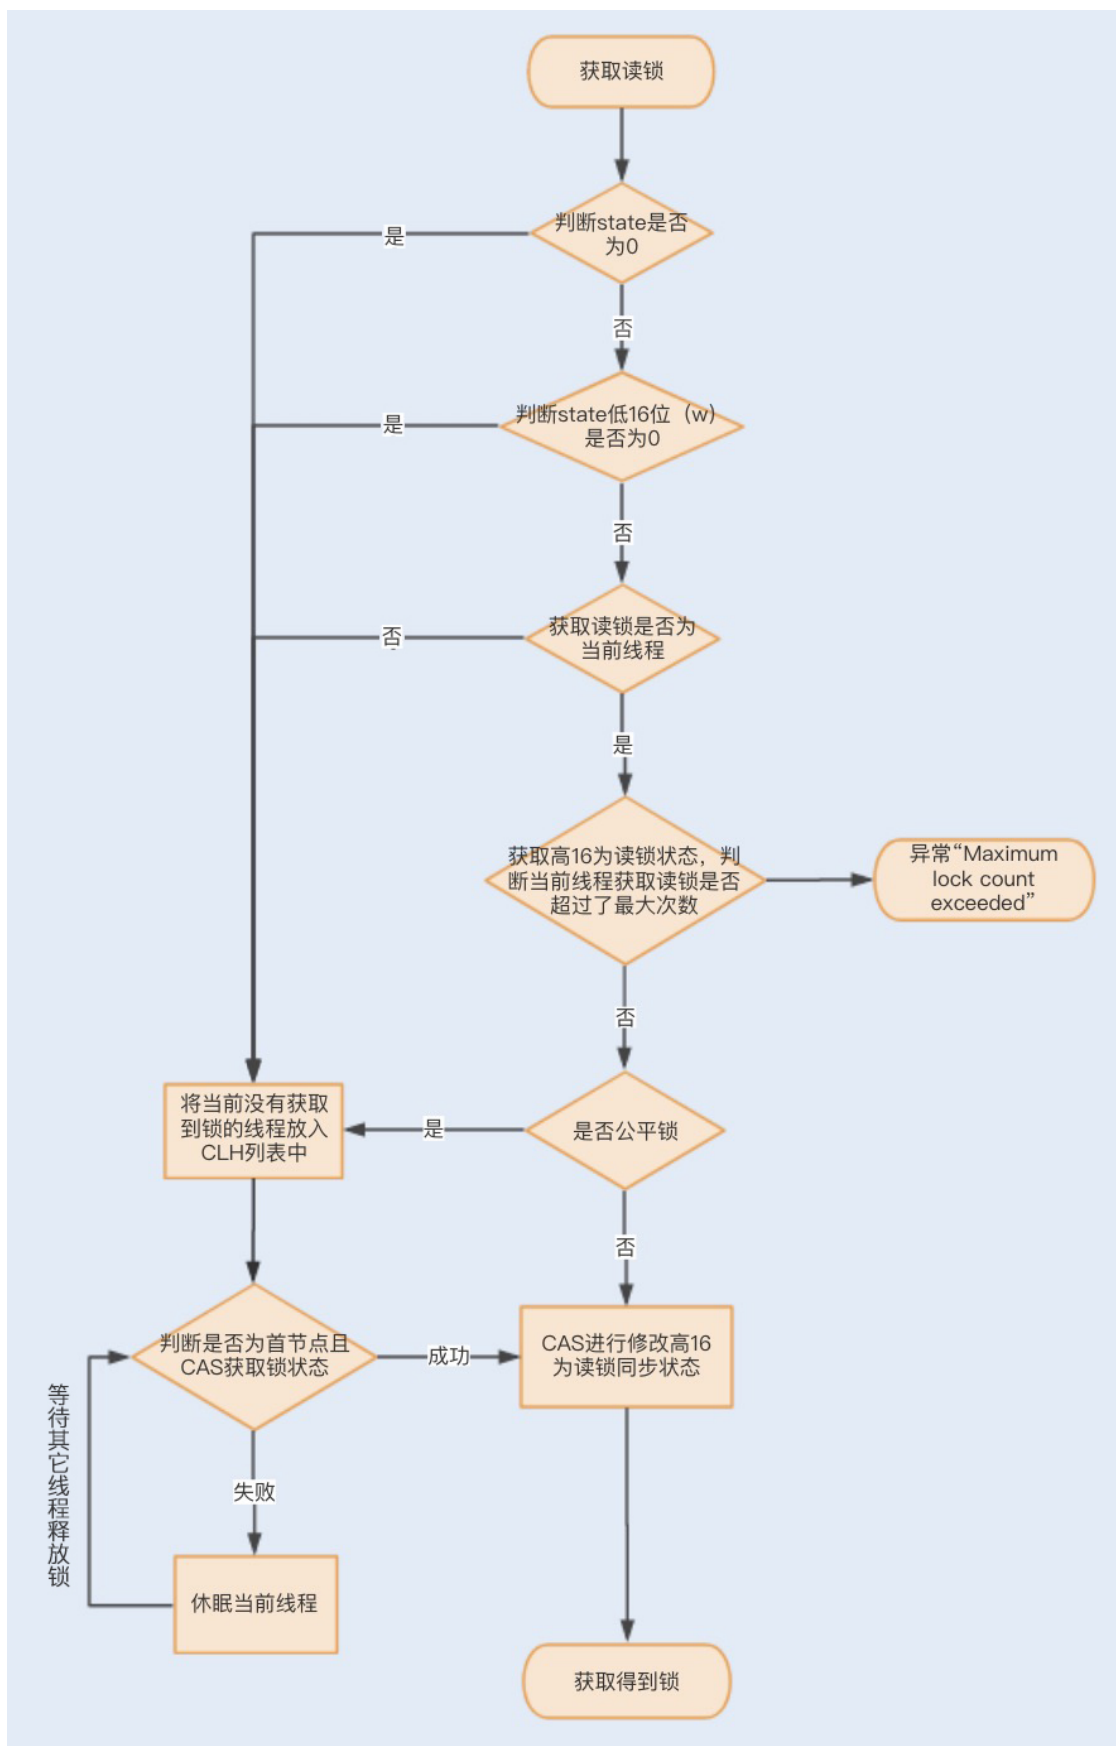 获取读锁
判断state是否
为0
是
否
判断state低16位（w）
是否为0
是
否
获取读锁是否为
当前线程
否
是
获取高16为读锁状态，判
断当前线程获取读锁是否
超过了最大次数
异常“Maximum
lock count
exceeded”
否
将当前没有获取
到锁的线程放入
CLH列表中
是
是否公平锁
否
判断是否为首节点且
CAS获取锁状态
成功
CAS进行修改高16
为读锁同步状态
等待其它线程释放锁
失败
休眠当前线程
获取得到锁